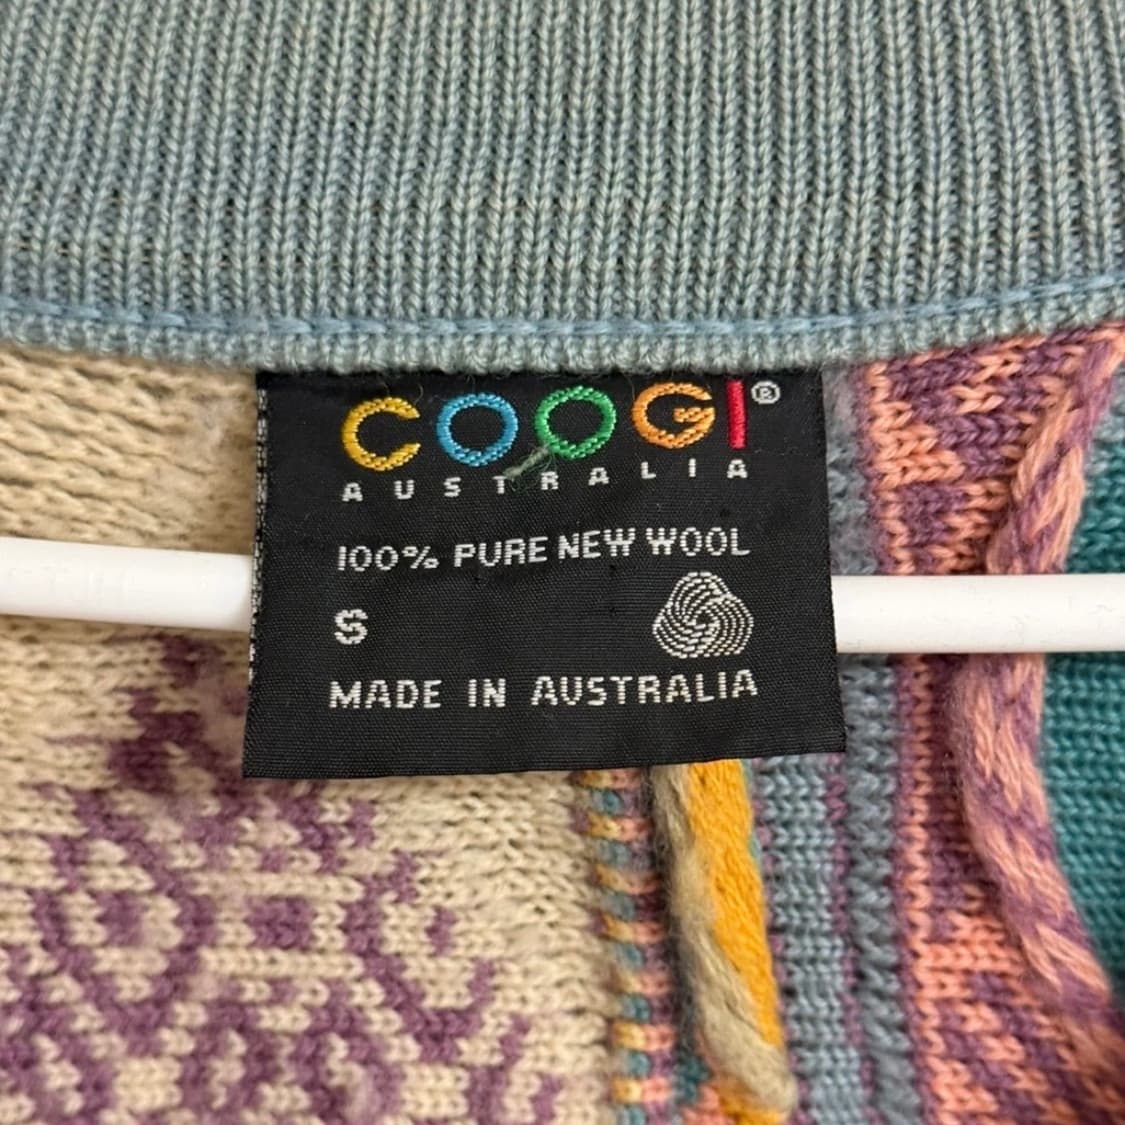 COOGI®
AUSTRALIA
100% PURE NEW WOOL
S
MADE IN AUSTRALIA